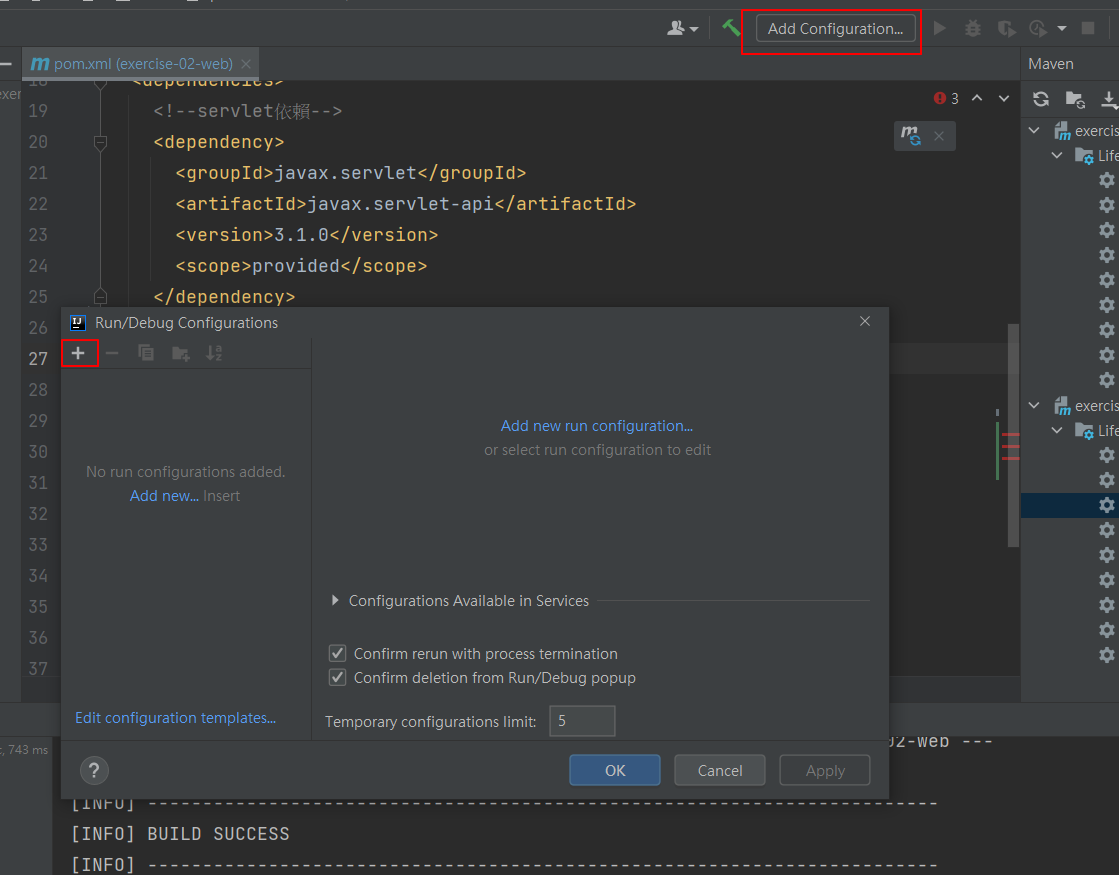 Add Configuration...
pom.xml (exercise-02-web)
Maven
18 <dependencies>
19 <!--servlet依賴-->
20 <dependency>
21 <groupId>javax.servlet</groupId>
22 <artifactId>javax.servlet-api</artifactId>
23 <version>3.1.0</version>
24 <scope>provided</scope>
25 </dependency>
26
27
28
29
30
31
32
33
34
35
36
37
3
exercis
Life
exercis
Life
Run/Debug Configurations
No run configurations added.
Add new... Insert
Add new run configuration...
or select run configuration to edit
Configurations Available in Services
Confirm rerun with process termination
Confirm deletion from Run/Debug popup
Temporary configurations limit: 5
Edit configuration templates...
?
OK
Cancel
Apply
743 ms
02-web ---
[INFO] ------------------------------------------------------------------------
[INFO] BUILD SUCCESS
[INFO] ------------------------------------------------------------------------